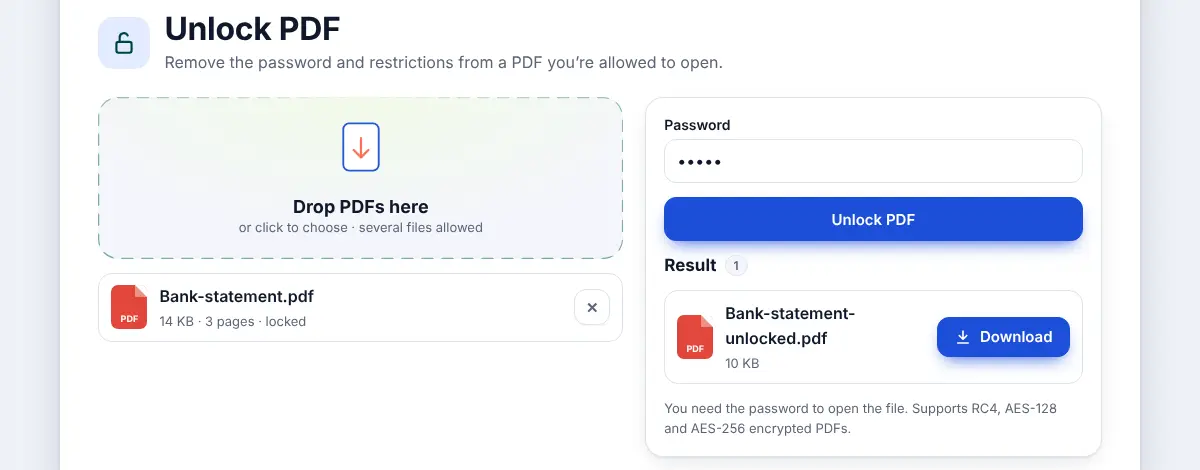 Unlock PDF
Remove the password and restrictions from a PDF you’re allowed to open.
Drop PDFs here
or click to choose · several files allowed
PDF
Bank-statement.pdf
14 KB · 3 pages · locked
Password
Unlock PDF
Result 1
PDF
Bank-statement-
unlocked.pdf
10 KB
Download
You need the password to open the file. Supports RC4, AES-128
and AES-256 encrypted PDFs.